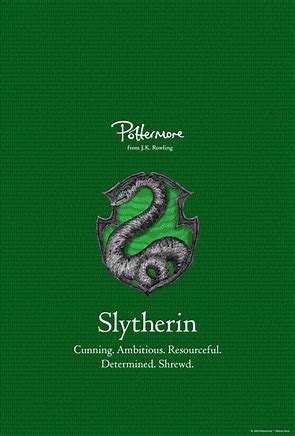 Pottermore
from J.K. Rowling
Slytherin
Cunning. Ambitious. Resourceful.
Determined. Shrewd.